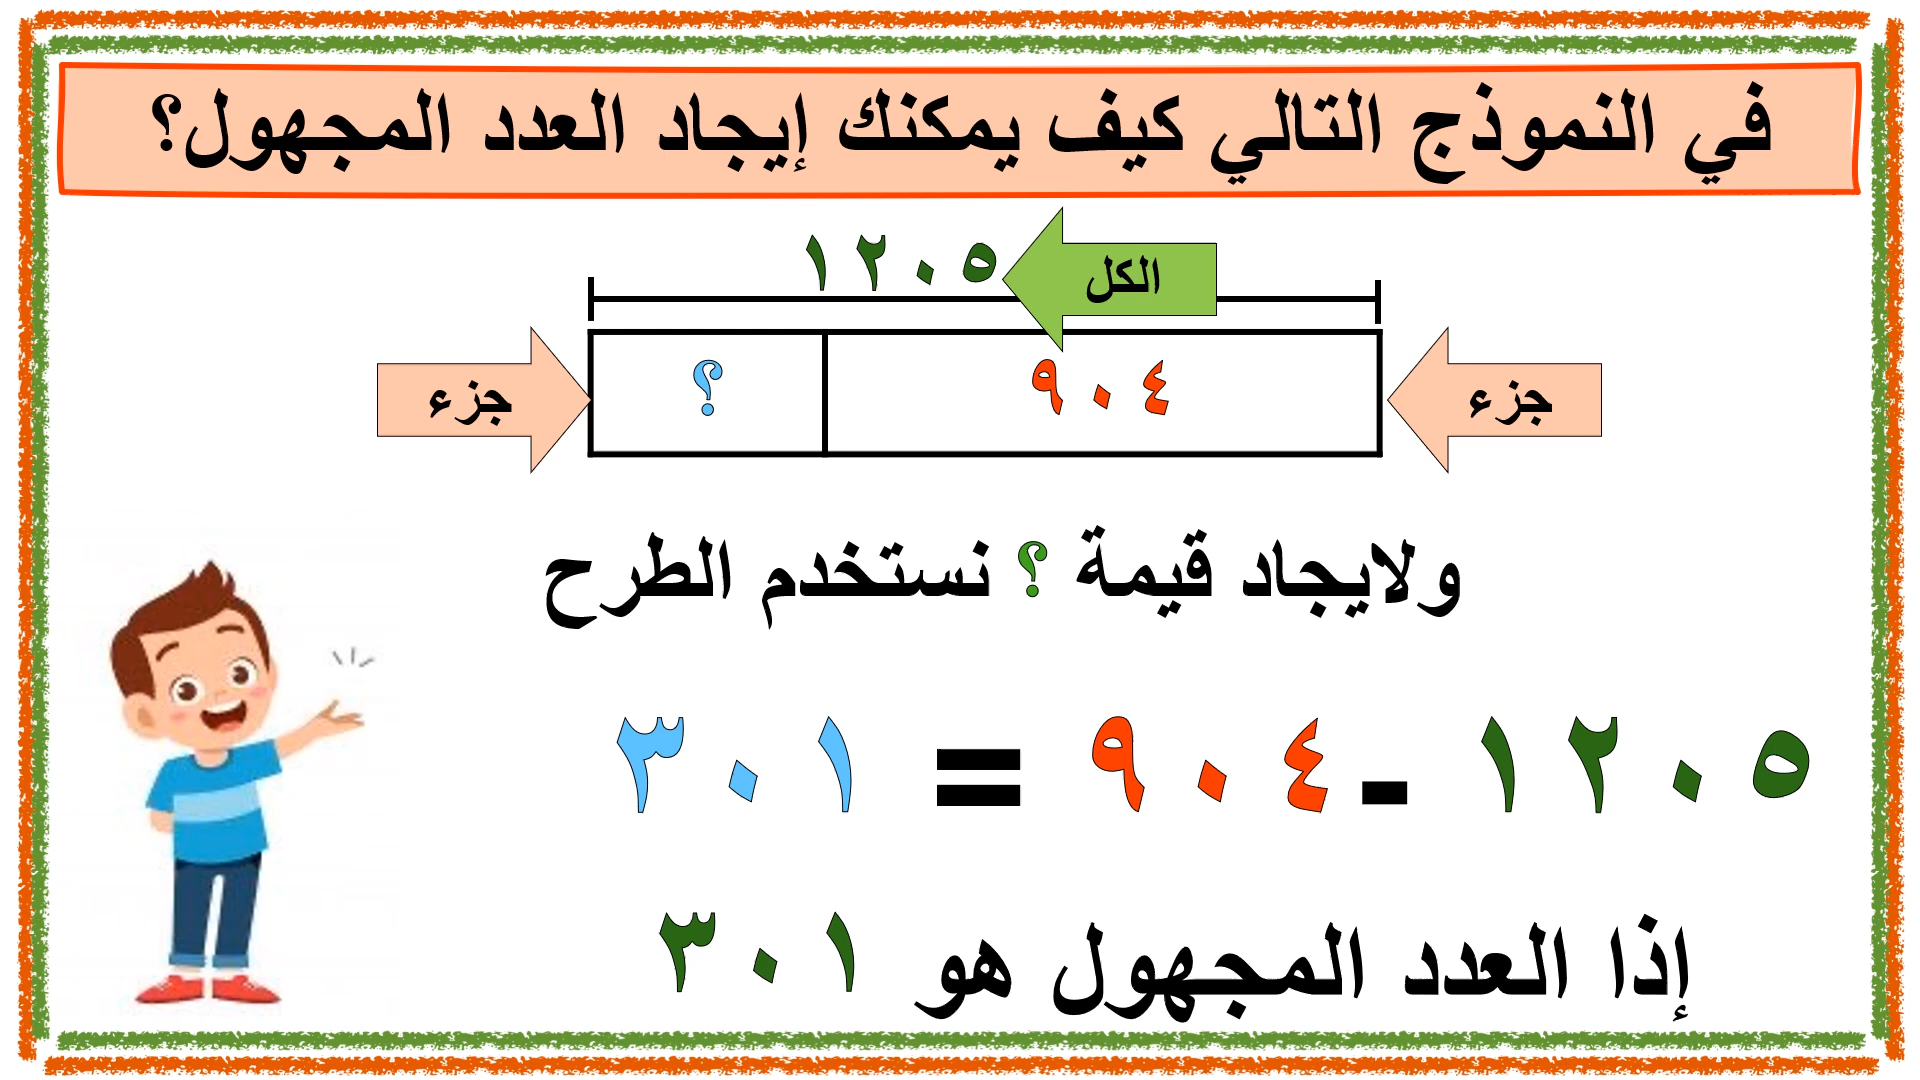 في النموذج التالي كيف يمكنك إيجاد العدد المجهول؟
١٢٠٥
الكل
جزء
٩٠٤
؟
جزء
ولايجاد قيمة ؟ نستخدم الطرح
١٢٠٥ - ٩٠٤ = ٣٠١
إذا العدد المجهول هو ٣٠١